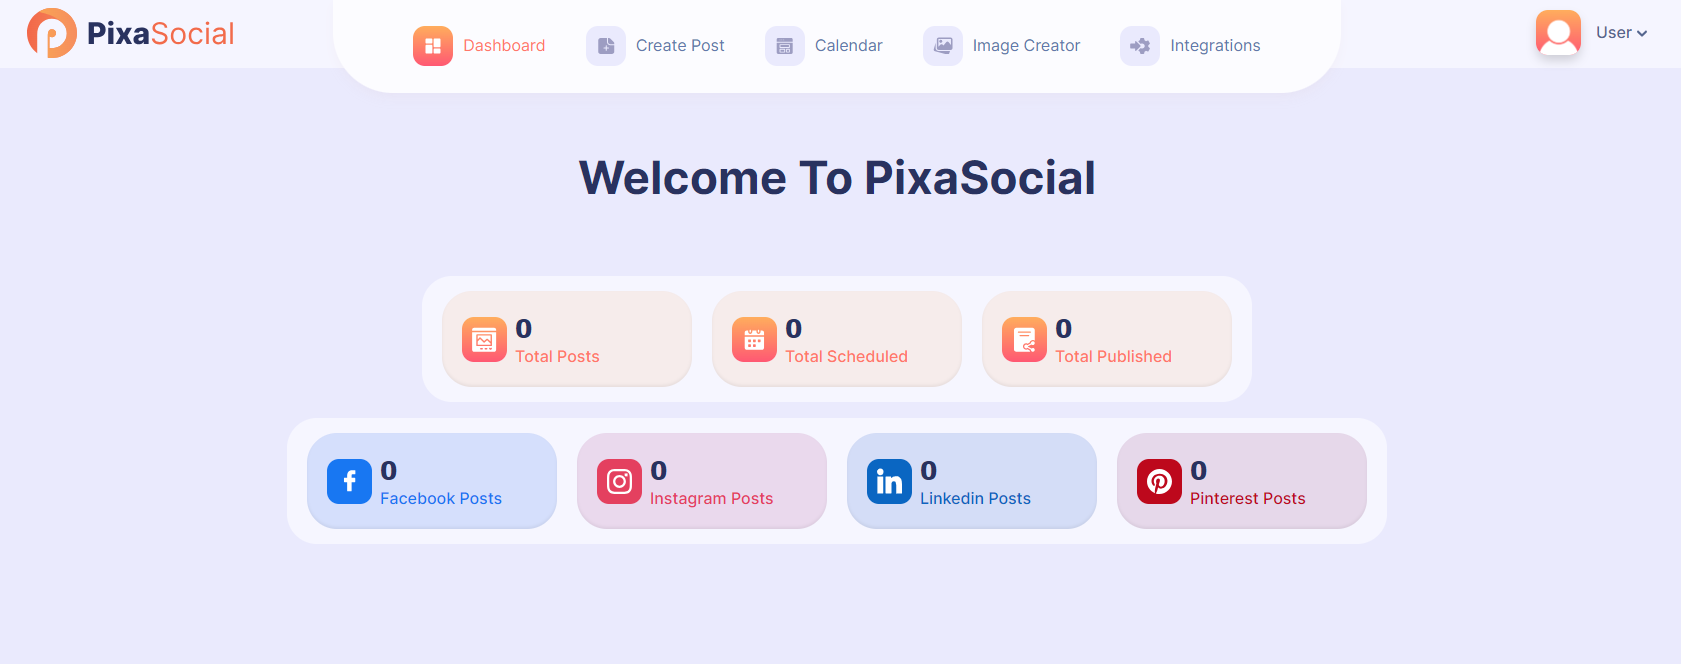 PixaSocial
Dashboard
Create Post
Calendar
Image Creator
Integrations
User
Welcome To PixaSocial
0
Total Posts
0
Total Scheduled
0
Total Published
0
Facebook Posts
0
Instagram Posts
0
Linkedin Posts
0
Pinterest Posts